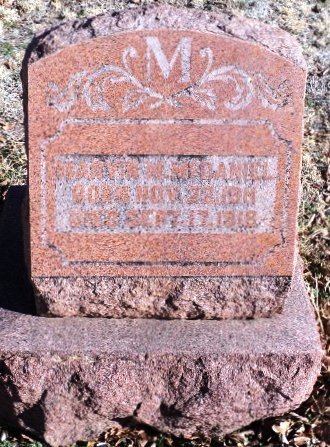 M
M. McDANIEL
BORN NOV.
DIED SEPT. 17, 1918